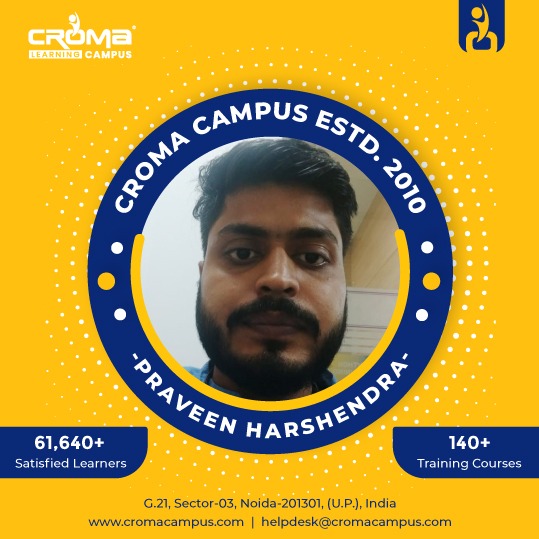 CROMA
LEARNING CAMPUS
CROMA CAMPUS ESTD. 2010
-PRAVEEN HARSHENDRA-
61,640+
Satisfied Learners
140+
Training Courses
G.21, Sector-03, Noida-201301, (U.P.), India
www.cromacampus.com | helpdesk@cromacampus.com